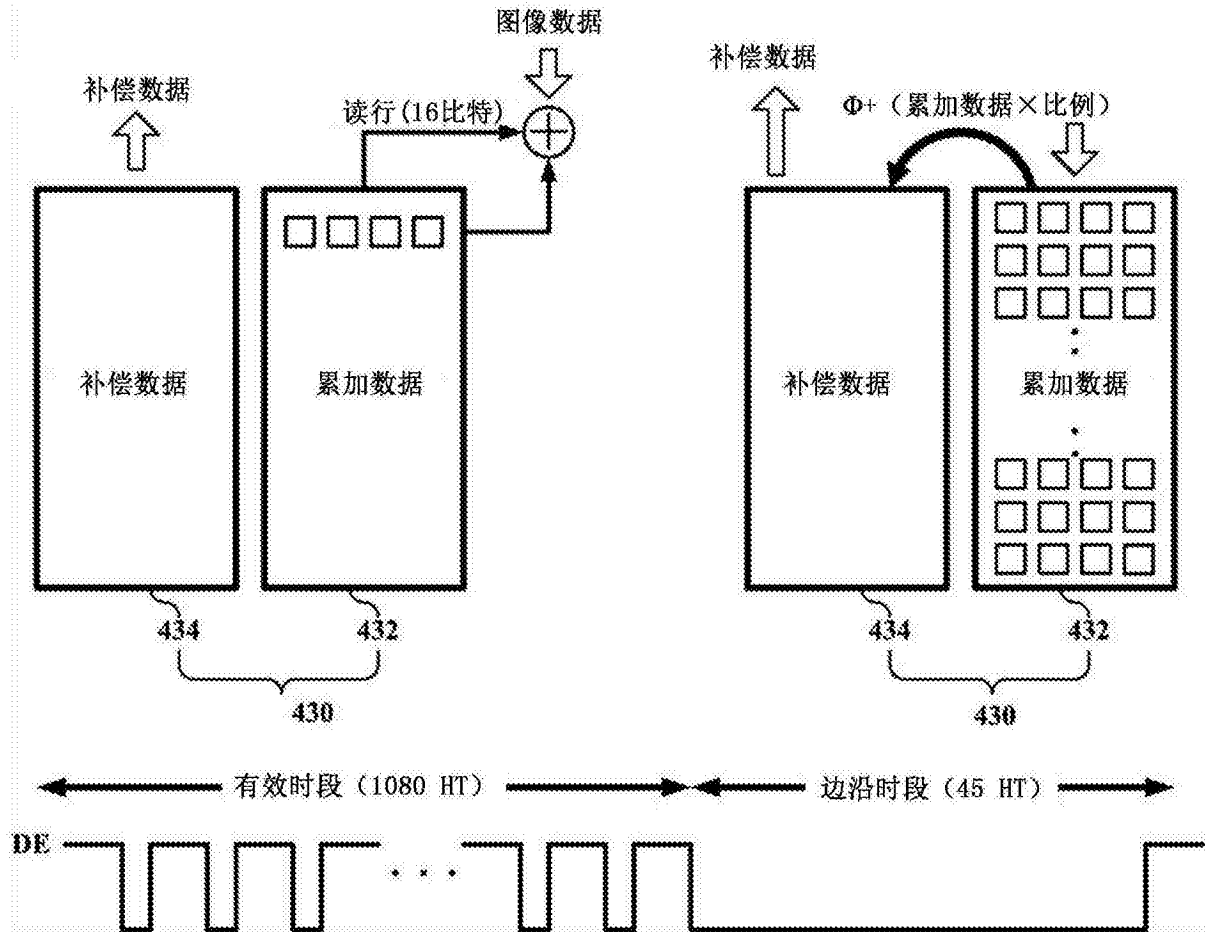 图像数据
补偿数据
读行(16比特)
补偿数据
累加数据
434
432
430
补偿数据
Φ+（累加数据×比例）
补偿数据
累加数据
434
432
430
有效时段（1080 HT）
边沿时段（45 HT）
DE